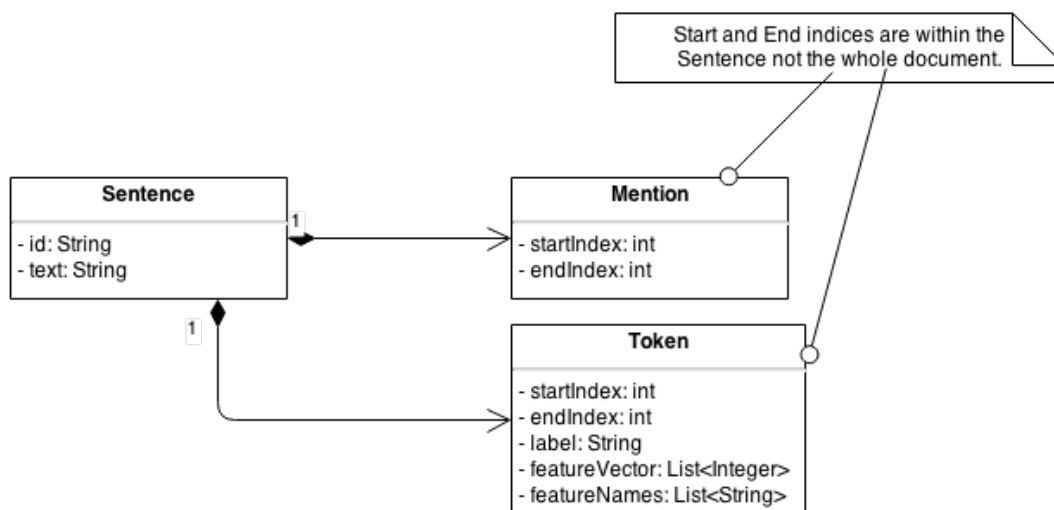 Start and End indices are within the
Sentence not the whole document.
Sentence
- id: String
- text: String
1
1
Mention
- startIndex: int
- endIndex: int
Token
- startIndex: int
- endIndex: int
- label: String
- featureVector: List<Integer>
- featureNames: List<String>